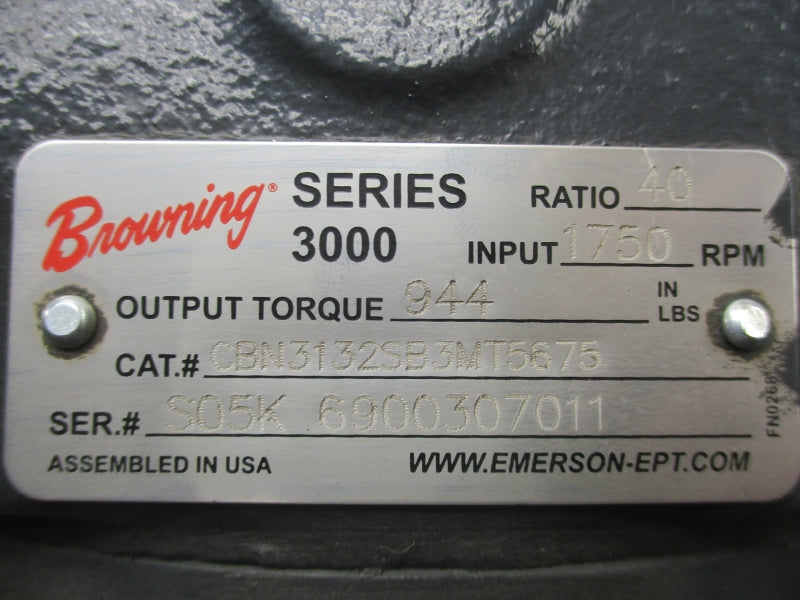 Browning® SERIES 3000
RATIO 40
INPUT 1750 RPM
OUTPUT TORQUE 944 IN LBS
CAT.# CBN3132SB3MT5675
SER.# S05K 6900307011
ASSEMBLED IN USA WWW.EMERSON-EPT.COM